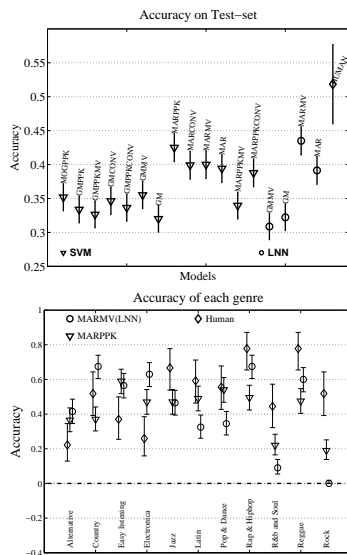 Accuracy on Test-set
Accuracy
0.55
0.5
0.45
0.4
0.35
0.3
0.25
MOGPPK
GMPPK
GMPPKMV
GMCONV
GMPPKCONV
GMMV
GM
MARPPK
MARCONV
MARMV
MAR
MARPPKMV
MARPPKCONV
GMMV
GM
MARMV
MAR
HUMAN
SVM
LNN
Models
Accuracy of each genre
MARMV(LNN)
Human
MARPPK
Accuracy
0.8
0.6
0.4
0.2
0
−0.2
−0.4
Alternative
Country
Easy listening
Electronica
Jazz
Latin
Pop & Dance
Rap & Hiphop
R&b and Soul
Reggae
Rock